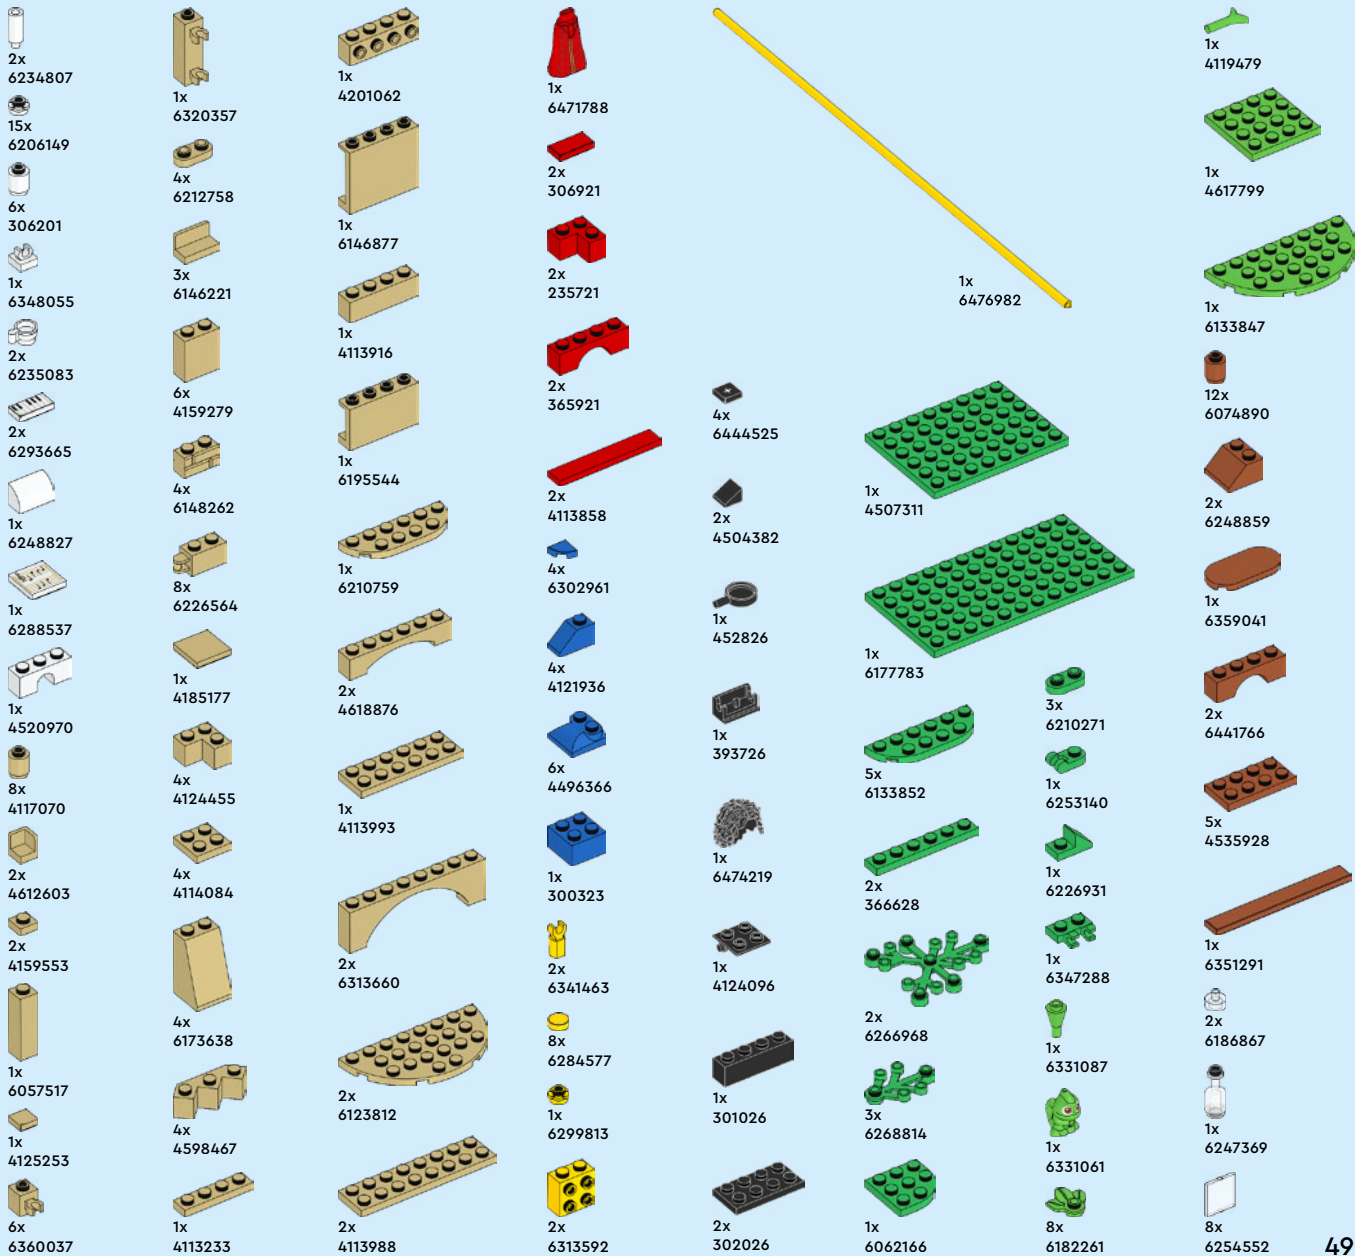 2x
6234807
15x
6206149
6x
306201
1x
6348055
2x
6235083
2x
6293665
1x
6248827
1x
6288537
1x
4520970
8x
4117070
2x
4612603
2x
4159553
1x
6057517
1x
4125253
6x
6360037
1x
6320357
4x
6212758
3x
6146221
6x
4159279
4x
6148262
8x
6226564
1x
4185177
4x
4124455
4x
4114084
4x
6173638
4x
4598467
1x
4113233
1x
4201062
1x
6146877
1x
4113916
1x
6195544
1x
6210759
2x
4618876
1x
4113993
2x
6313660
2x
6123812
2x
4113988
1x
6471788
2x
306921
2x
235721
2x
365921
2x
4113858
4x
6302961
4x
4121936
6x
4496366
1x
300323
2x
6341463
8x
6284577
1x
6299813
2x
6313592
1x
6476982
4x
6444525
2x
4504382
1x
452826
1x
393726
1x
6474219
1x
4124096
1x
301026
2x
302026
1x
4507311
1x
6177783
5x
6133852
2x
366628
2x
6266968
3x
6268814
1x
6062166
3x
6210271
1x
6253140
1x
6226931
1x
6347288
1x
6331087
1x
6331061
8x
6182261
1x
4119479
1x
4617799
1x
6133847
12x
6074890
2x
6248859
1x
6359041
2x
6441766
5x
4535928
1x
6351291
2x
6186867
1x
6247369
8x
6254552
49